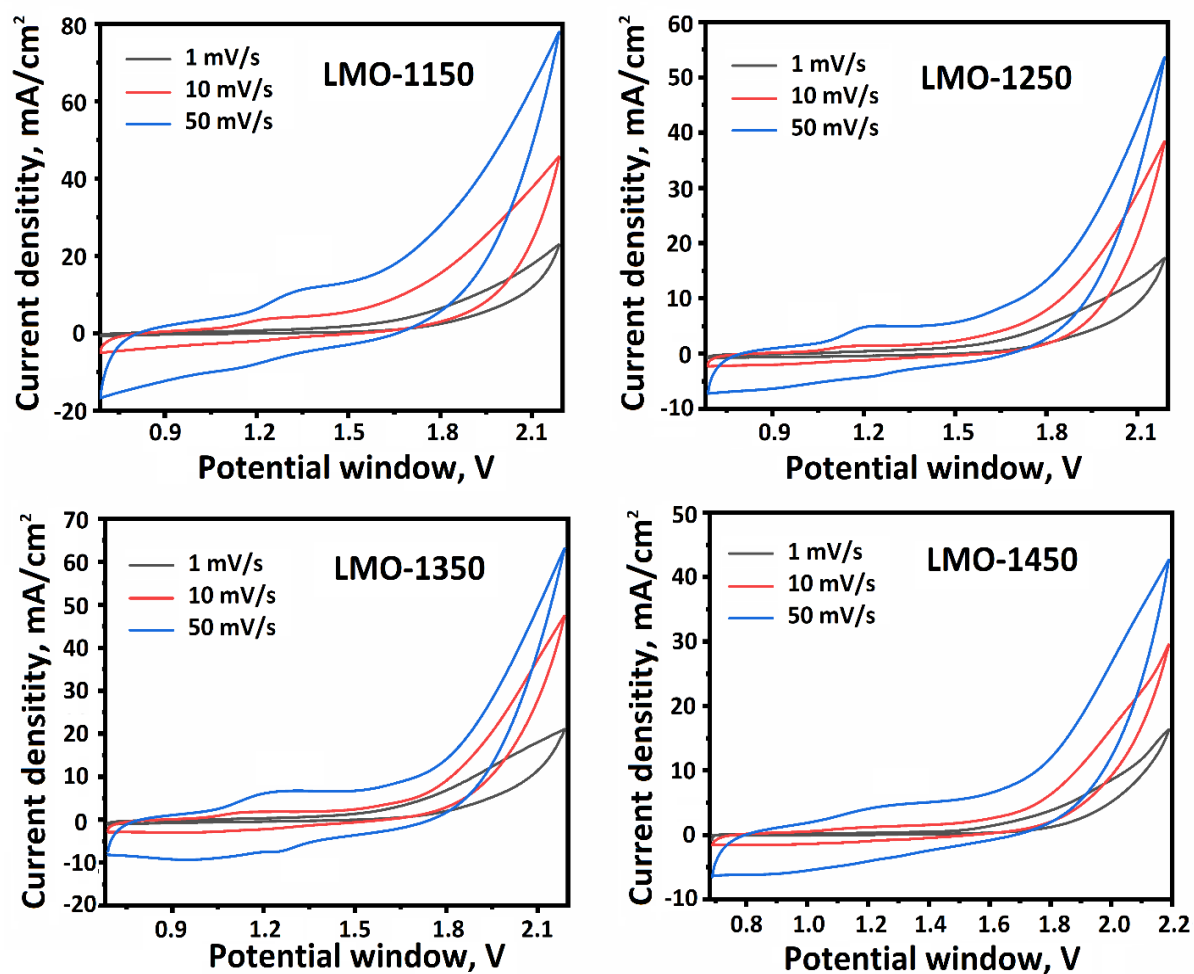 LMO-1150
1 mV/s
10 mV/s
50 mV/s
Current densitity, mA/cm²
80
60
40
20
0
-20
0.9 1.2 1.5 1.8 2.1
Potential window, V
LMO-1250
1 mV/s
10 mV/s
50 mV/s
Current densitity, mA/cm²
60
50
40
30
20
10
0
-10
0.9 1.2 1.5 1.8 2.1
Potential window, V
LMO-1350
1 mV/s
10 mV/s
50 mV/s
Current densitity, mA/cm²
70
60
50
40
30
20
10
0
-10
-20
0.9 1.2 1.5 1.8 2.1
Potential window, V
LMO-1450
1 mV/s
10 mV/s
50 mV/s
Current densitity, mA/cm²
50
40
30
20
10
0
-10
0.8 1.0 1.2 1.4 1.6 1.8 2.0 2.2
Potential window, V